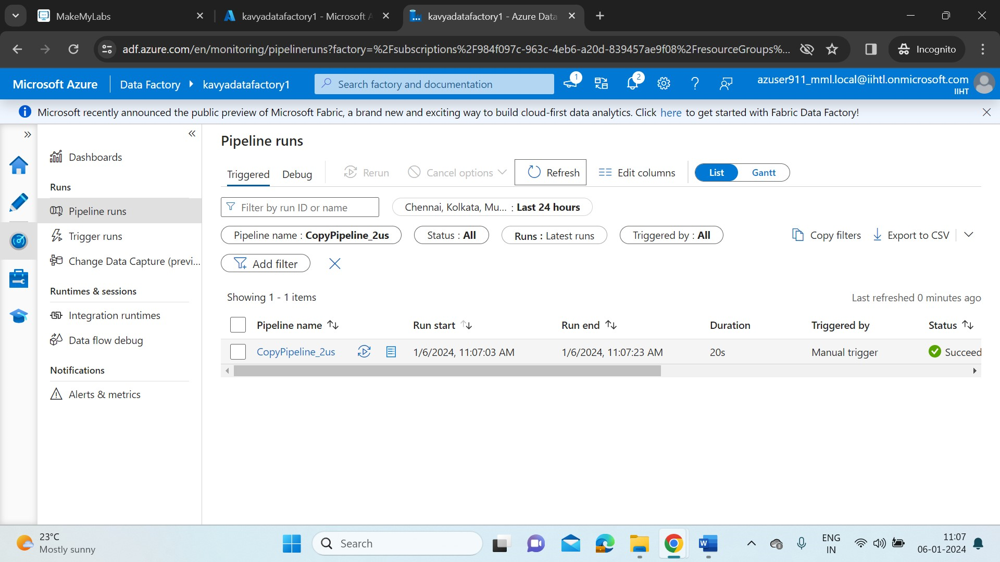 MakeMyLabs
kavyadatafactory1 - Microsoft A
kavyadatafactory1 - Azure Data
adf.azure.com/en/monitoring/pipelineruns?factory=%2Fsubscriptions%2F984f097c-963c-4eb6-a20d-839457ae9f08%2FresourceGroups%...
Incognito
Microsoft Azure
Data Factory
kavyadatafactory1
Search factory and documentation
1
2
azuser911_mml.local@iihtl.onmicrosoft.com
IIHT
Microsoft recently announced the public preview of Microsoft Fabric, a brand new and exciting way to build cloud-first data analytics. Click here to get started with Fabric Data Factory!
Dashboards
Runs
Pipeline runs
Trigger runs
Change Data Capture (previ...
Runtimes & sessions
Integration runtimes
Data flow debug
Notifications
Alerts & metrics
Pipeline runs
Triggered Debug Rerun Cancel options Refresh Edit columns List Gantt
Filter by run ID or name Chennai, Kolkata, Mu... : Last 24 hours
Pipeline name : CopyPipeline_2us Status : All Runs : Latest runs Triggered by : All Copy filters Export to CSV
Add filter
Showing 1 - 1 items
Last refreshed 0 minutes ago
Pipeline name Run start Run end Duration Triggered by Status
CopyPipeline_2us 1/6/2024, 11:07:03 AM 1/6/2024, 11:07:23 AM 20s Manual trigger Succeed
23°C
Mostly sunny
Search
W
ENG
IN
11:07
06-01-2024